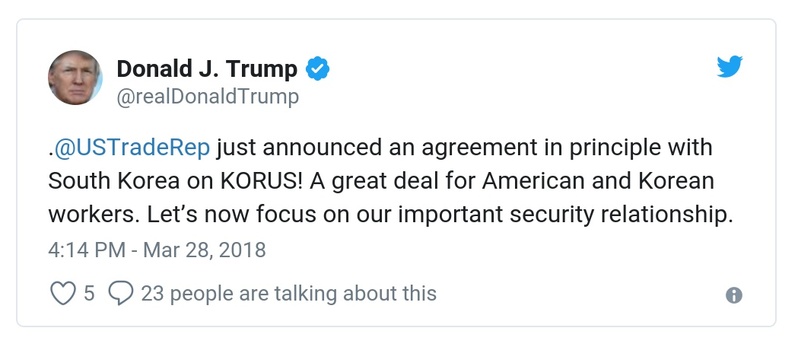 Donald J. Trump
@realDonaldTrump
.@USTradeRep just announced an agreement in principle with
South Korea on KORUS! A great deal for American and Korean
workers. Let’s now focus on our important security relationship.
4:14 PM - Mar 28, 2018
5 23 people are talking about this